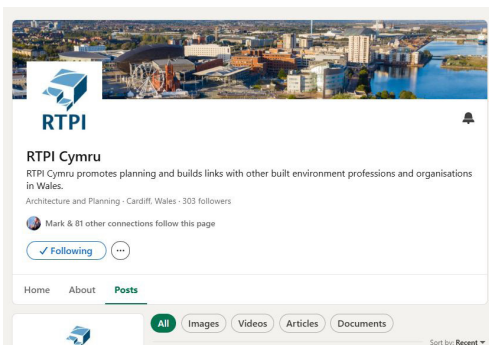 RTPI
RTPI Cymru
RTPI Cymru promotes planning and builds links with other built environment professions and organisations
in Wales.
Architecture and Planning · Cardiff, Wales · 303 followers
Mark & 81 other connections follow this page
✓ Following
Home About Posts
All Images Videos Articles Documents
Sort by: Recent